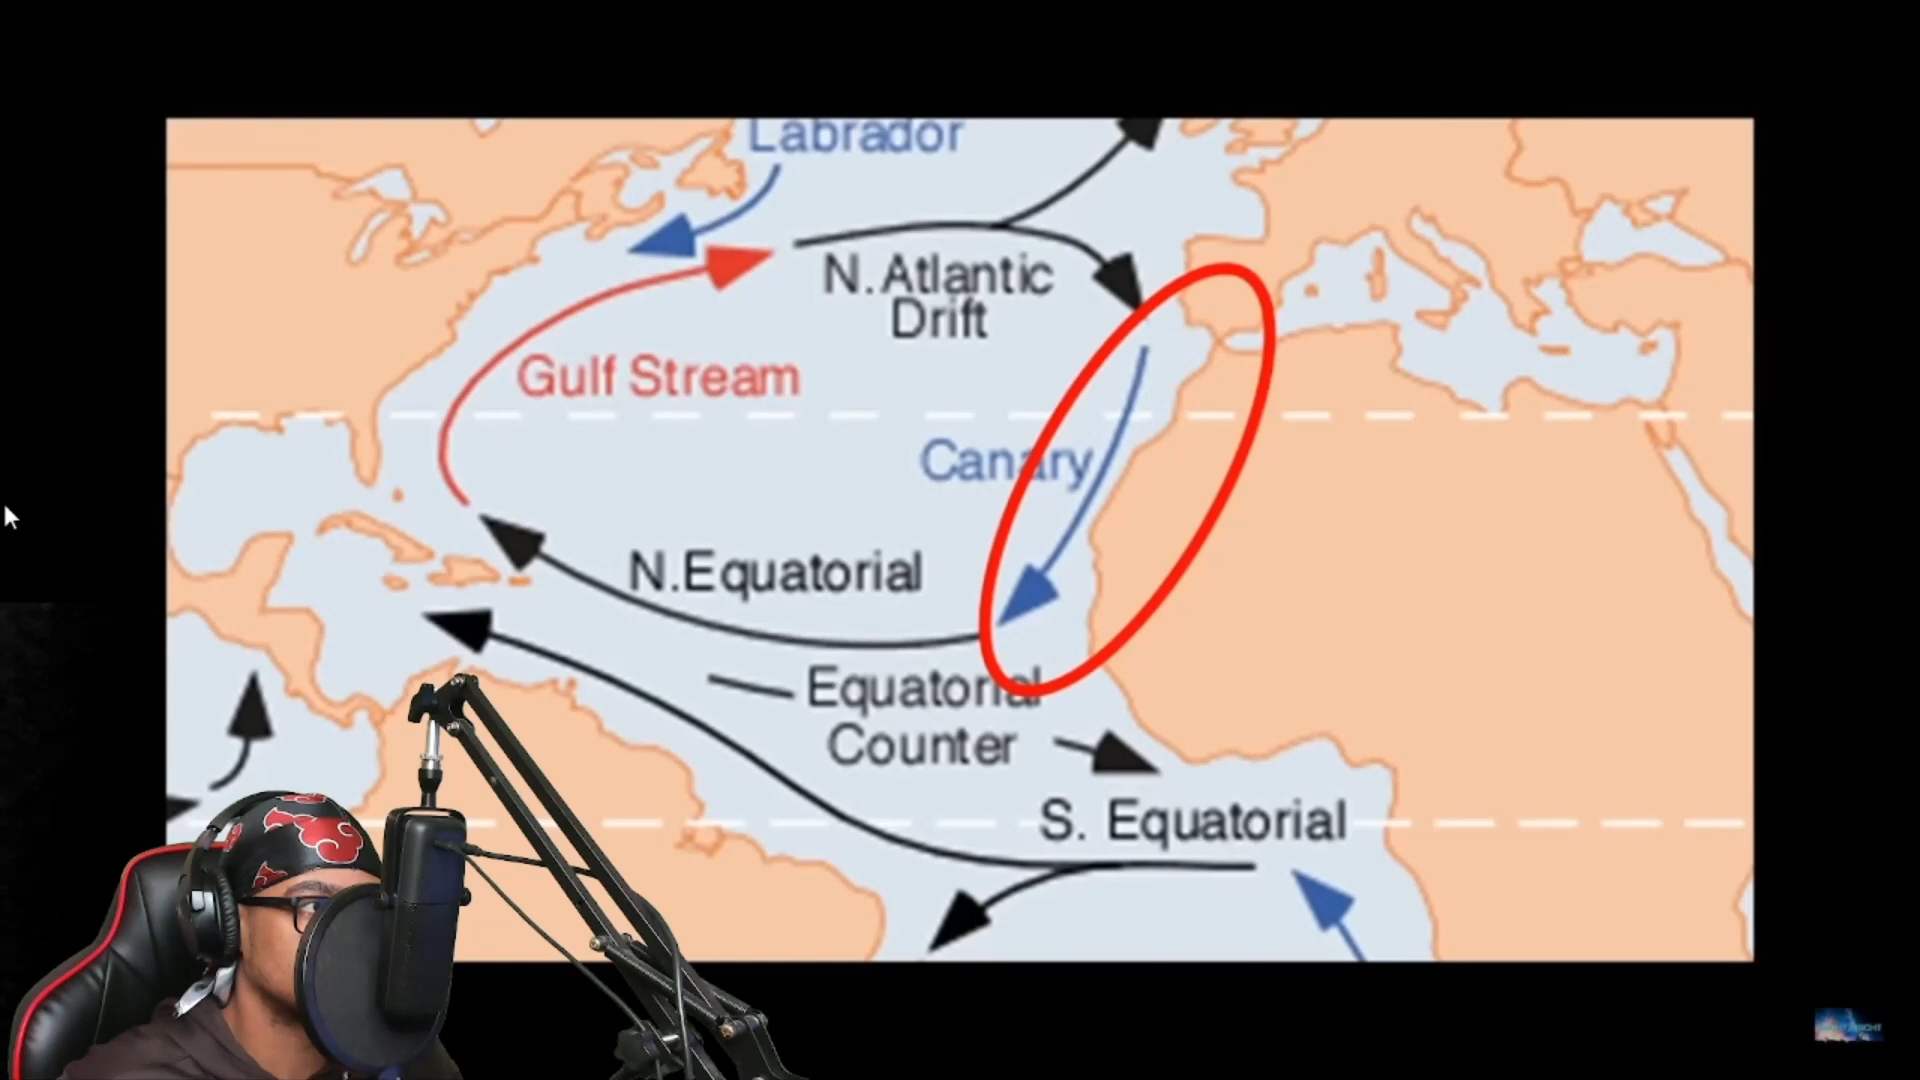 Labrador
N. Atlantic
Drift
Gulf Stream
Canary
N.Equatorial
Equatorial
Counter
S. Equatorial